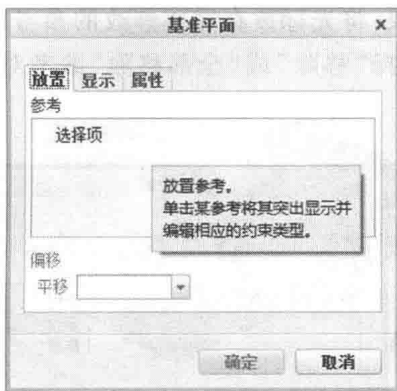 基准平面 ×
放置 显示 属性
参考
选择项
放置参考。
单击某参考将其突出显示并
编辑相应的约束类型。
偏移
平移
确定 取消